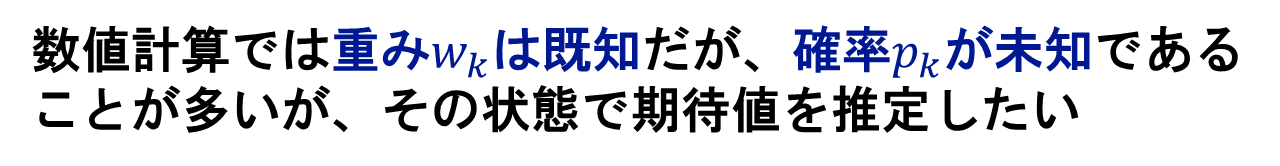 数値計算では重みw_kは既知だが、確率p_kが未知である
ことが多いが、その状態で期待値を推定したい